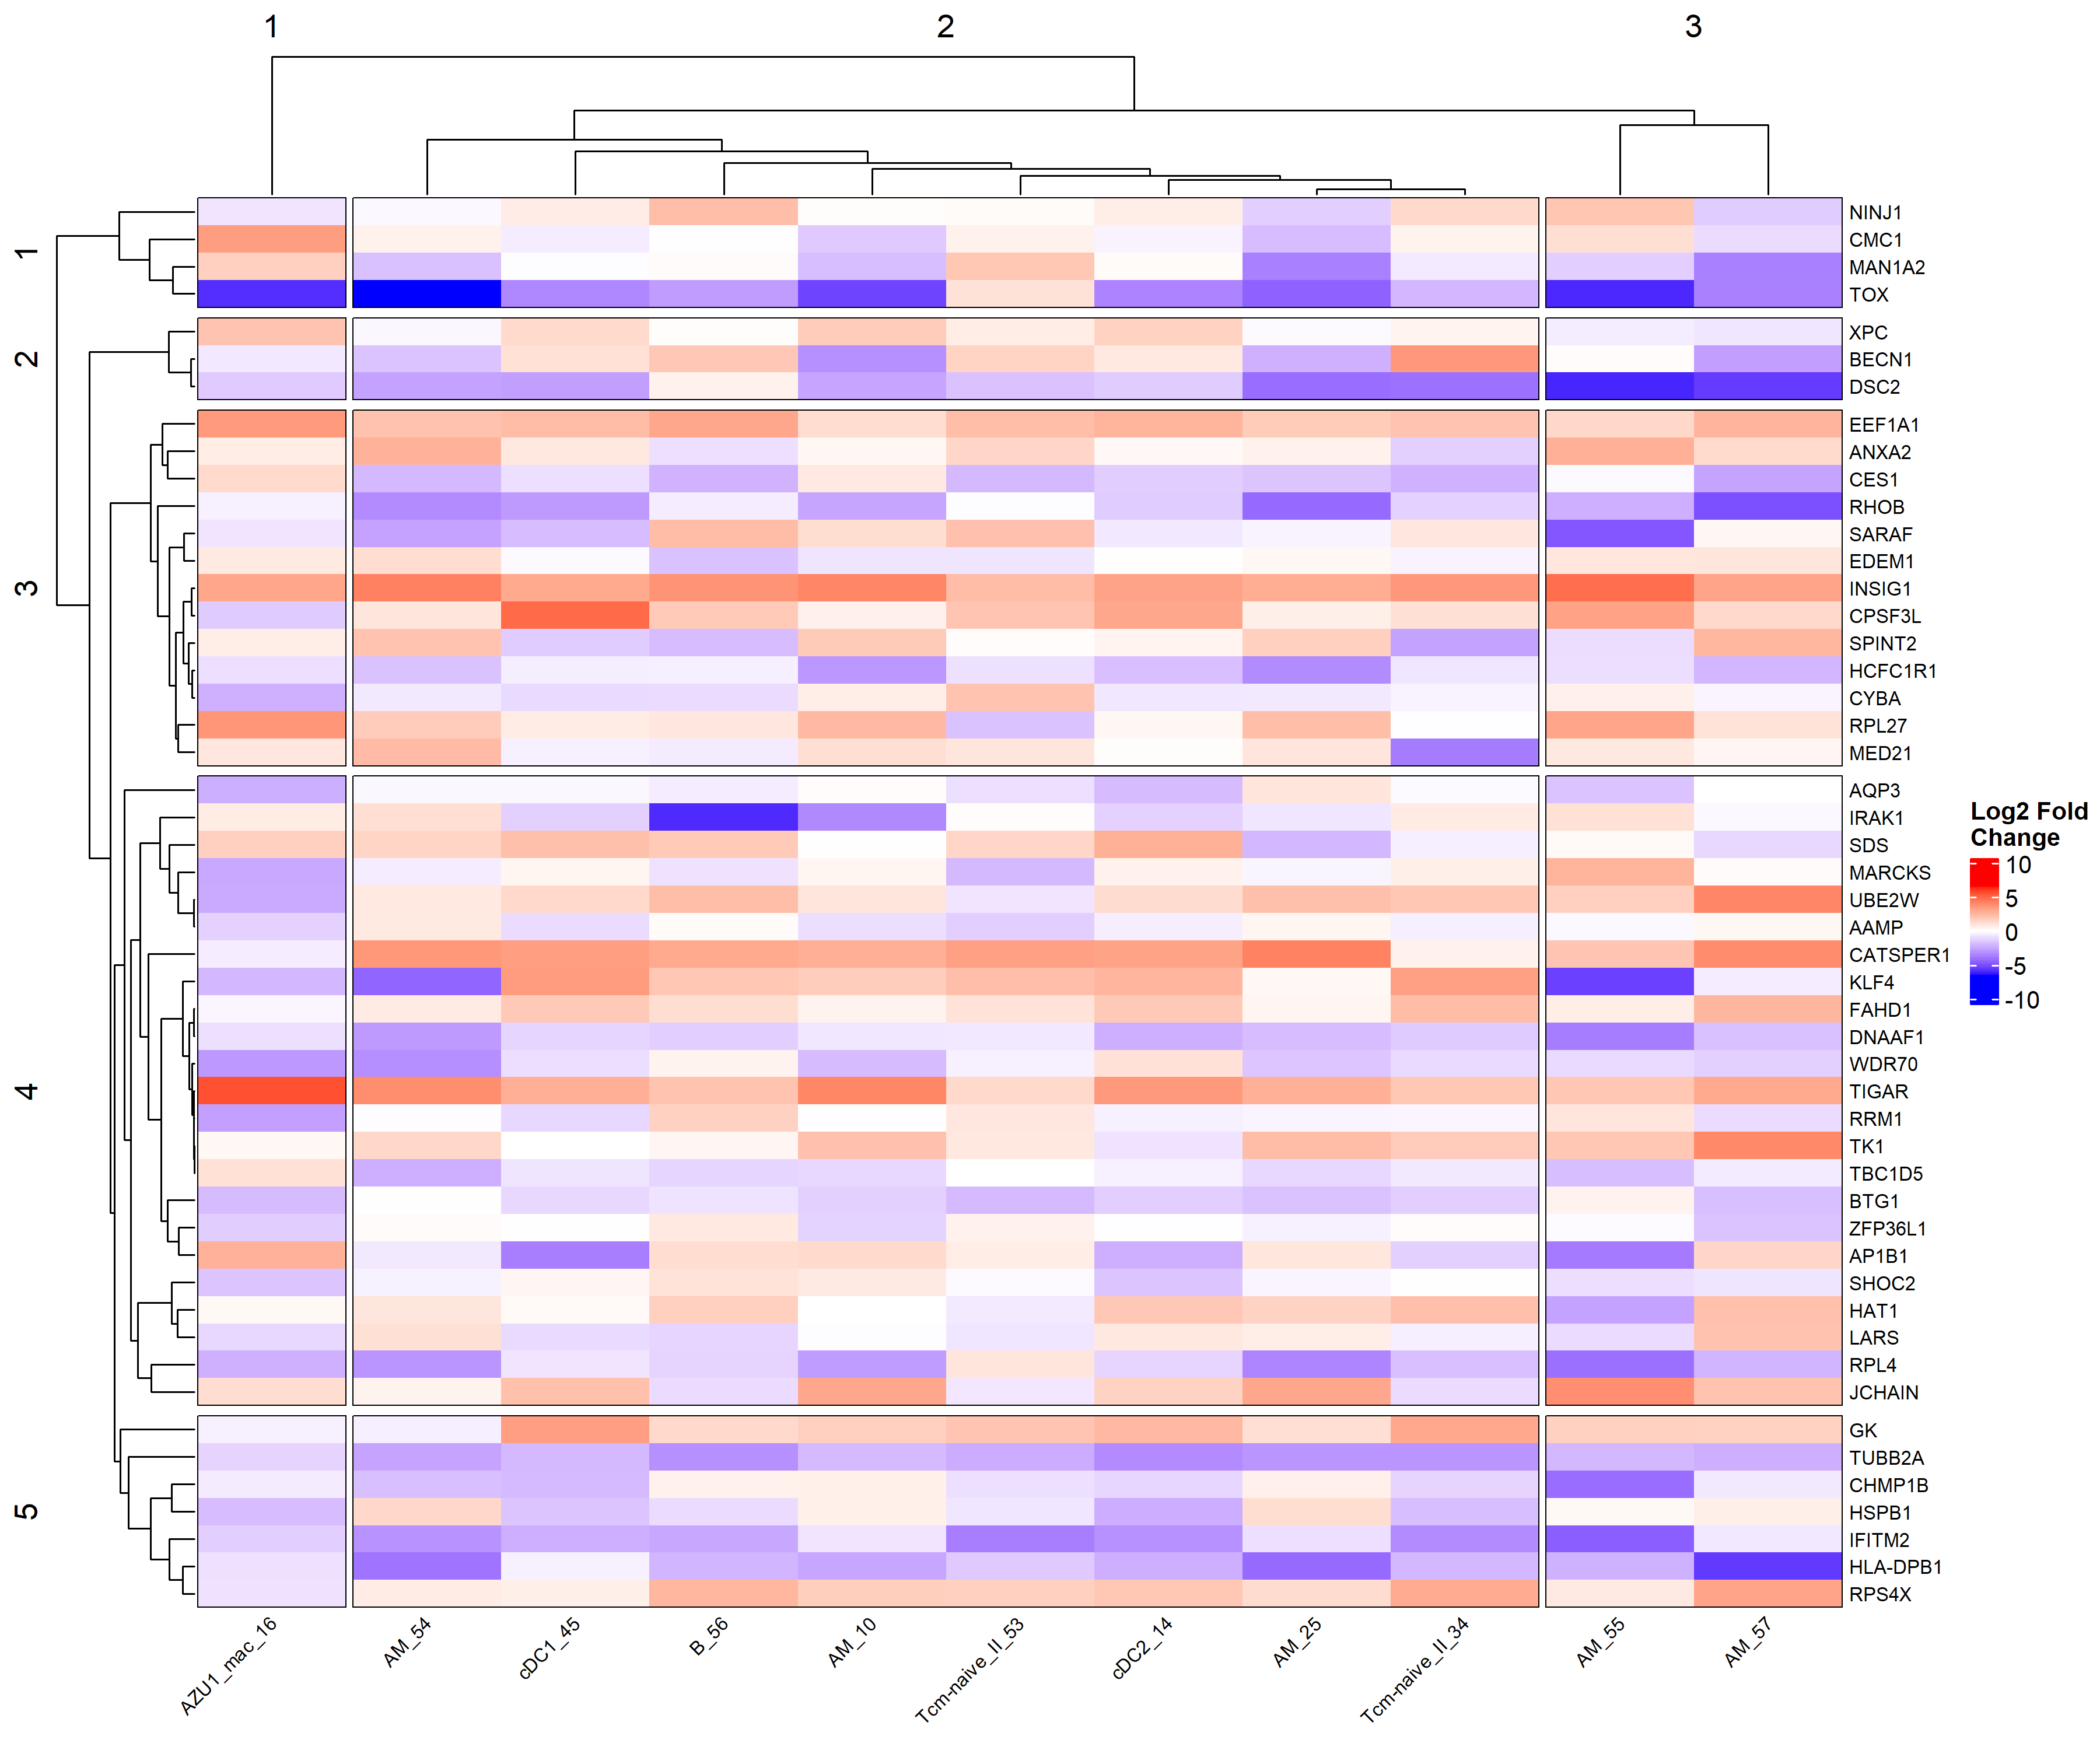 1
2
3
1
2
3
4
5
NINJ1
CMC1
MAN1A2
TOX
XPC
BECN1
DSC2
EEF1A1
ANXA2
CES1
RHOB
SARAF
EDEM1
INSIG1
CPSF3L
SPINT2
HCFC1R1
CYBA
RPL27
MED21
AQP3
IRAK1
SDS
MARCKS
UBE2W
AAMP
CATSPER1
KLF4
FAHD1
DNAAF1
WDR70
TIGAR
RRM1
TK1
TBC1D5
BTG1
ZFP36L1
AP1B1
SHOC2
HAT1
LARS
RPL4
JCHAIN
GK
TUBB2A
CHMP1B
HSPB1
IFITM2
HLA-DPB1
RPS4X
AZU1_mac_16
AM_54
cDC1_45
B_56
AM_10
Tcm-naive_II_53
cDC2_14
AM_25
Tcm-naive_II_34
AM_55
AM_57
Log2 Fold
Change
10
5
0
-5
-10